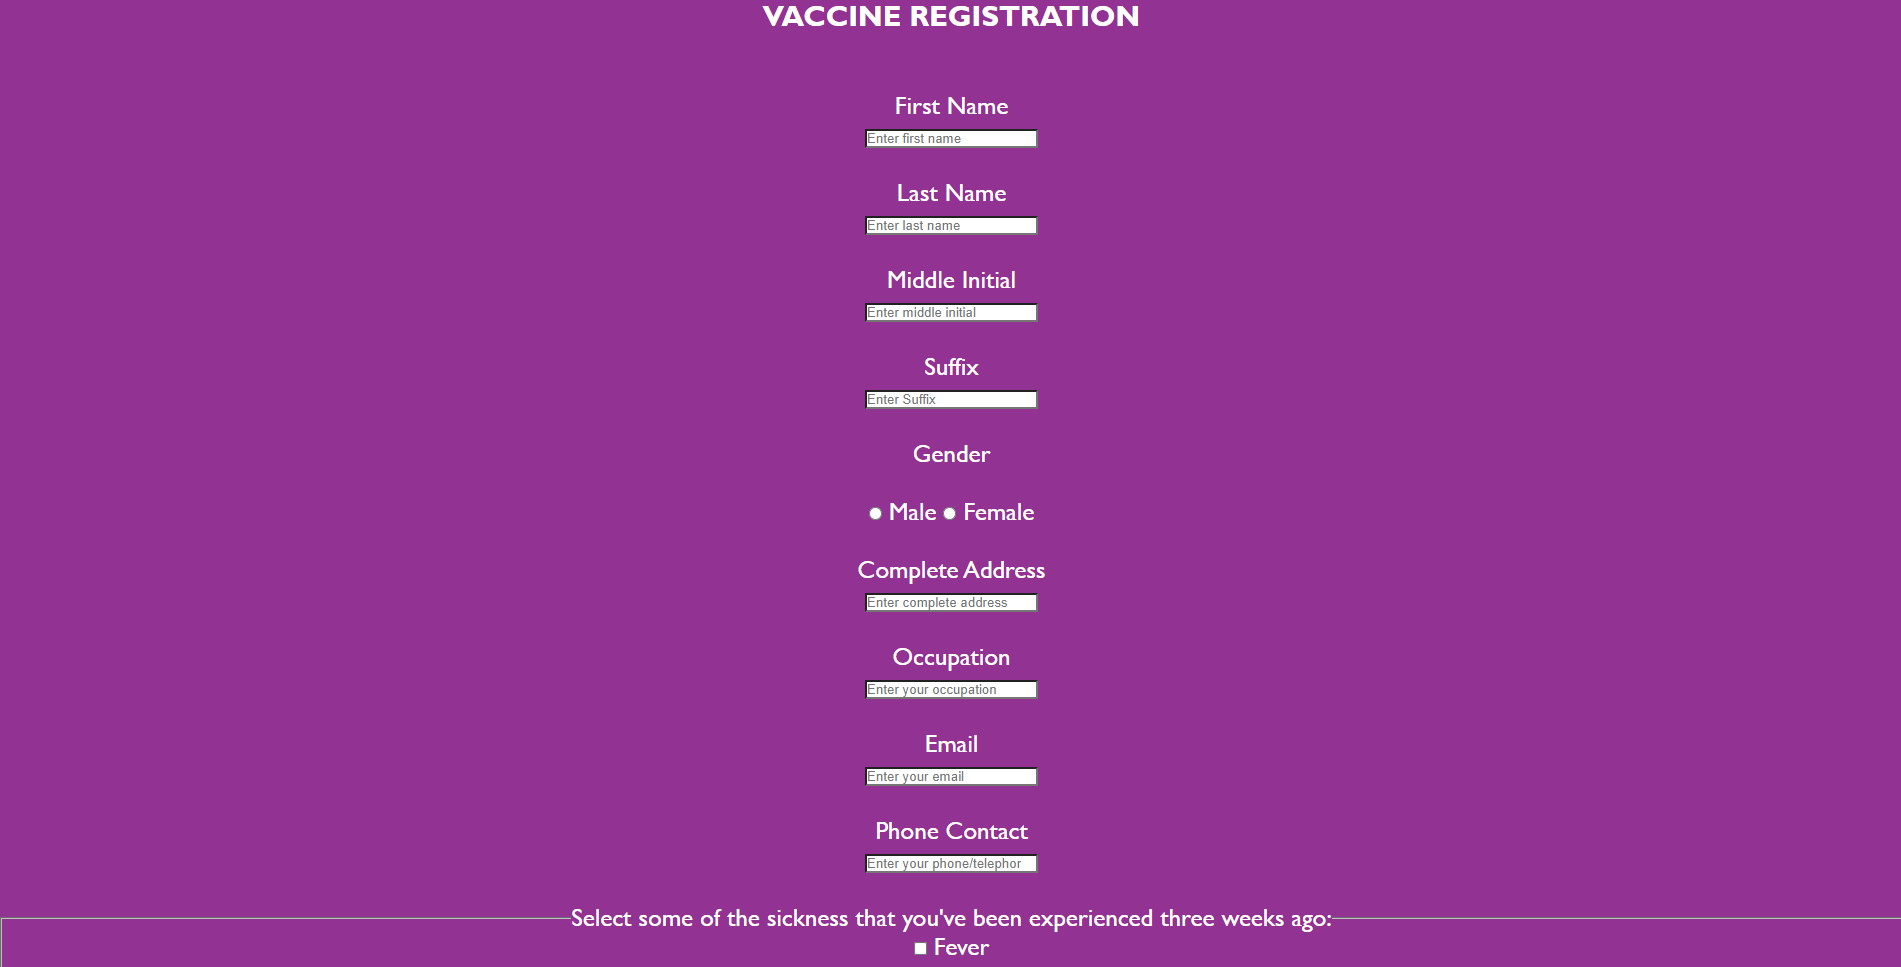 VACCINE REGISTRATION
First Name
Enter first name
Last Name
Enter last name
Middle Initial
Enter middle initial
Suffix
Enter Suffix
Gender
Male Female
Complete Address
Enter complete address
Occupation
Enter your occupation
Email
Enter your email
Phone Contact
Enter your phone/telephor
Select some of the sickness that you've been experienced three weeks ago:
Fever